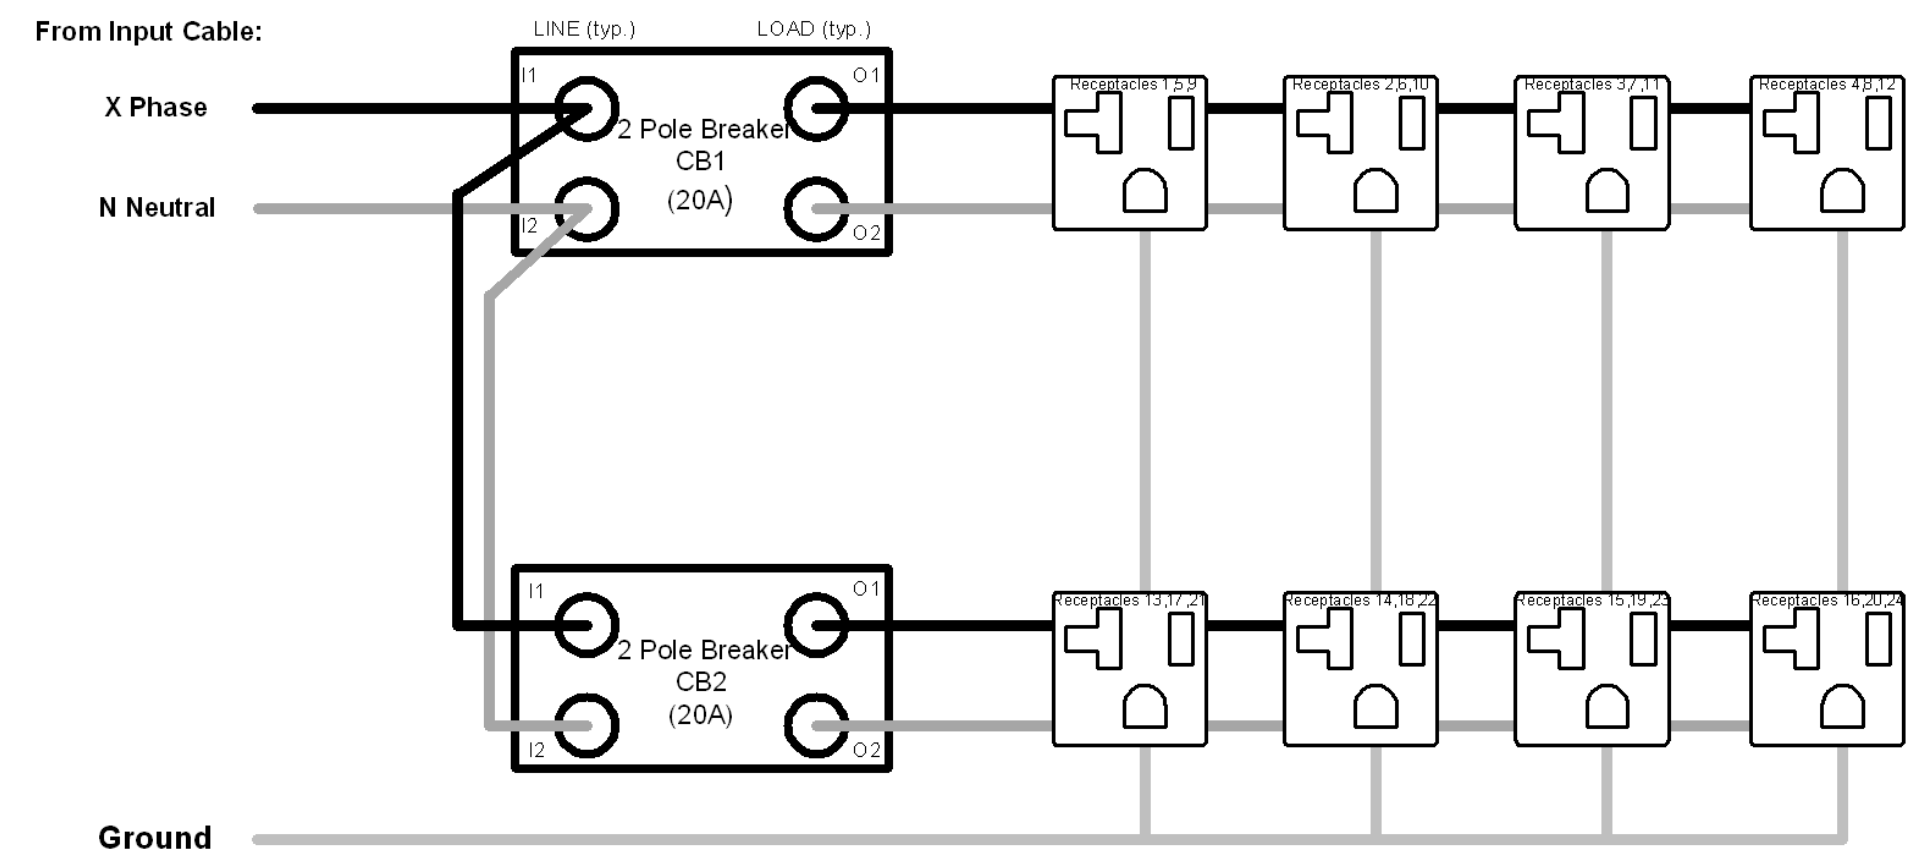 From Input Cable:
LINE (typ.)
LOAD (typ.)
X Phase
N Neutral
I1
O1
2 Pole Breaker
CB1
(20A)
I2
O2
Receptacles 1,5,9
Receptacles 2,6,10
Receptacles 3,7,11
Receptacles 4,8,12
I1
O1
2 Pole Breaker
CB2
(20A)
I2
O2
Receptacles 13,17,21
Receptacles 14,18,22
Receptacles 15,19,23
Receptacles 16,20,24
Ground